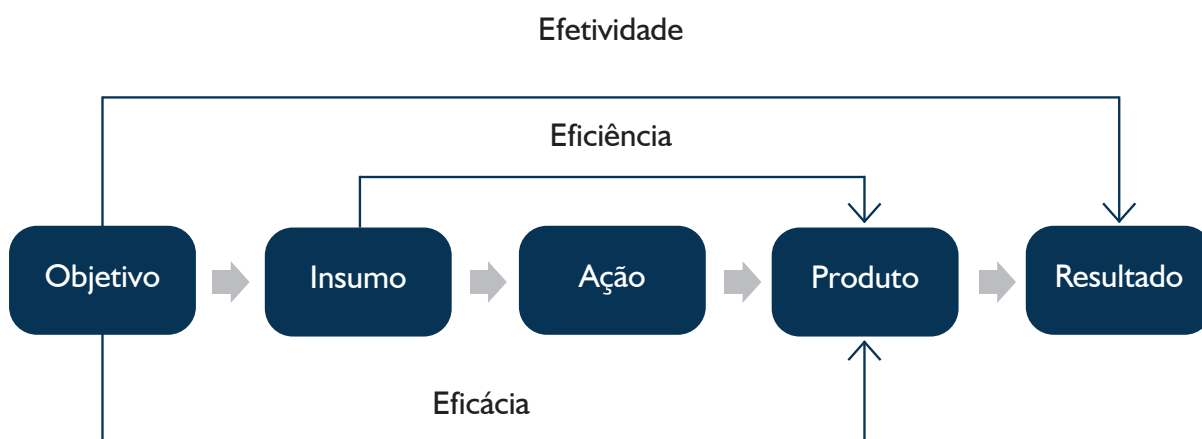 Efetividade
Eficiência
Objetivo
Insumo
Ação
Produto
Resultado
Eficácia